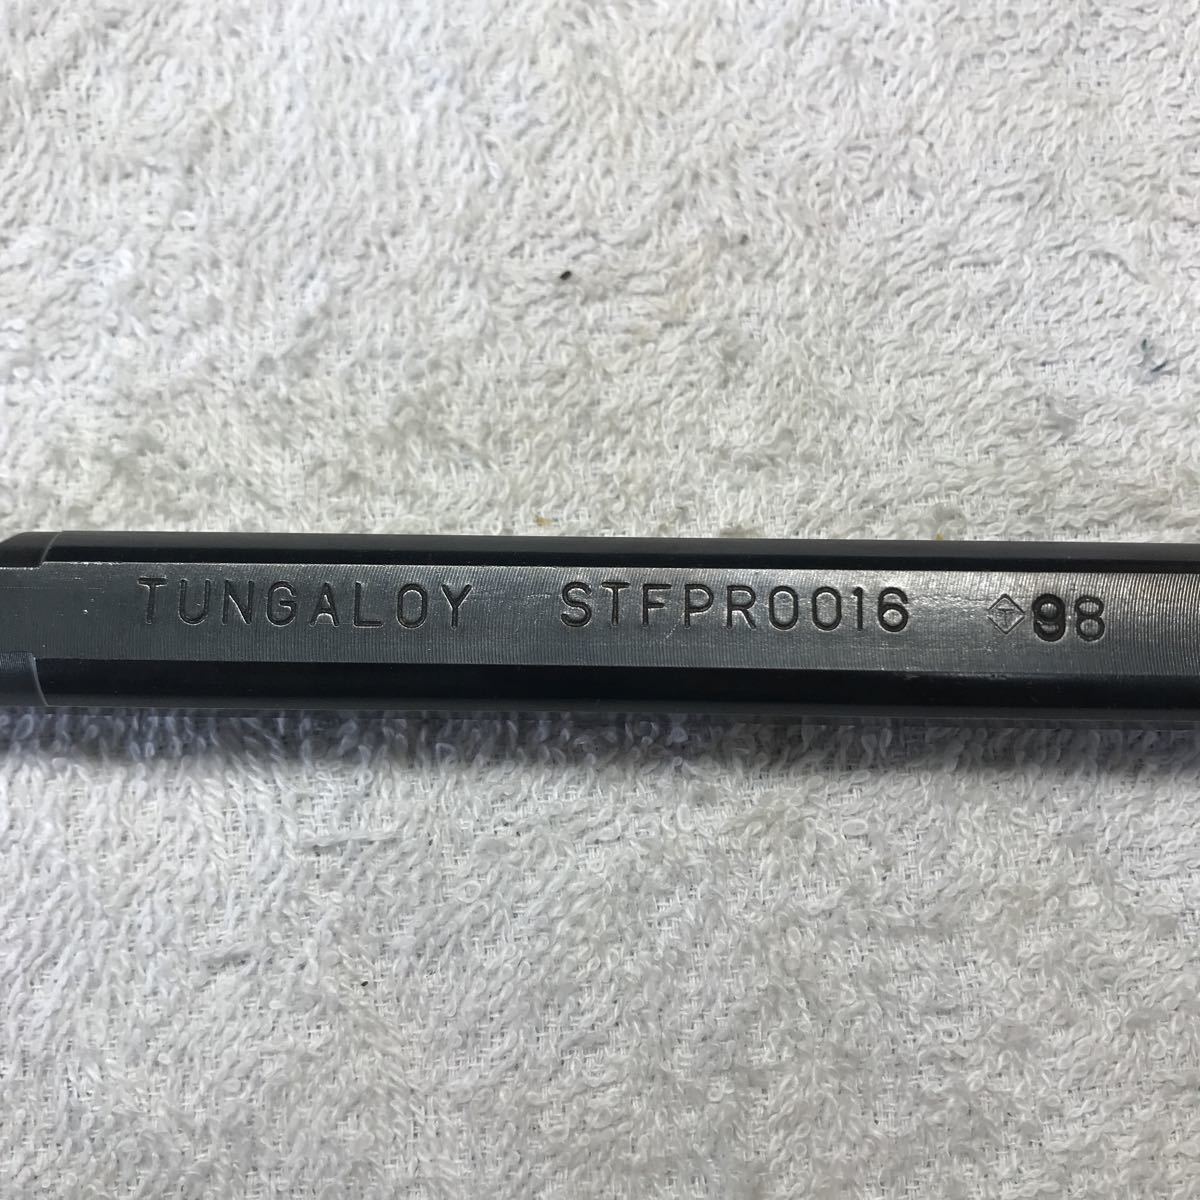 TUNGALOY STFPR0016 T 98